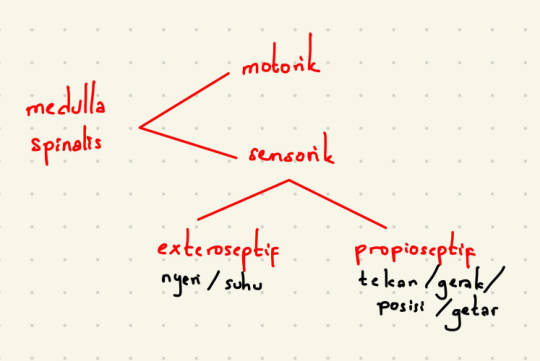 motorik
medulla
spinalis
sensorik
exteroseptif
nyeri / suhu
propioseptif
tekan / gerak /
posisi / getar